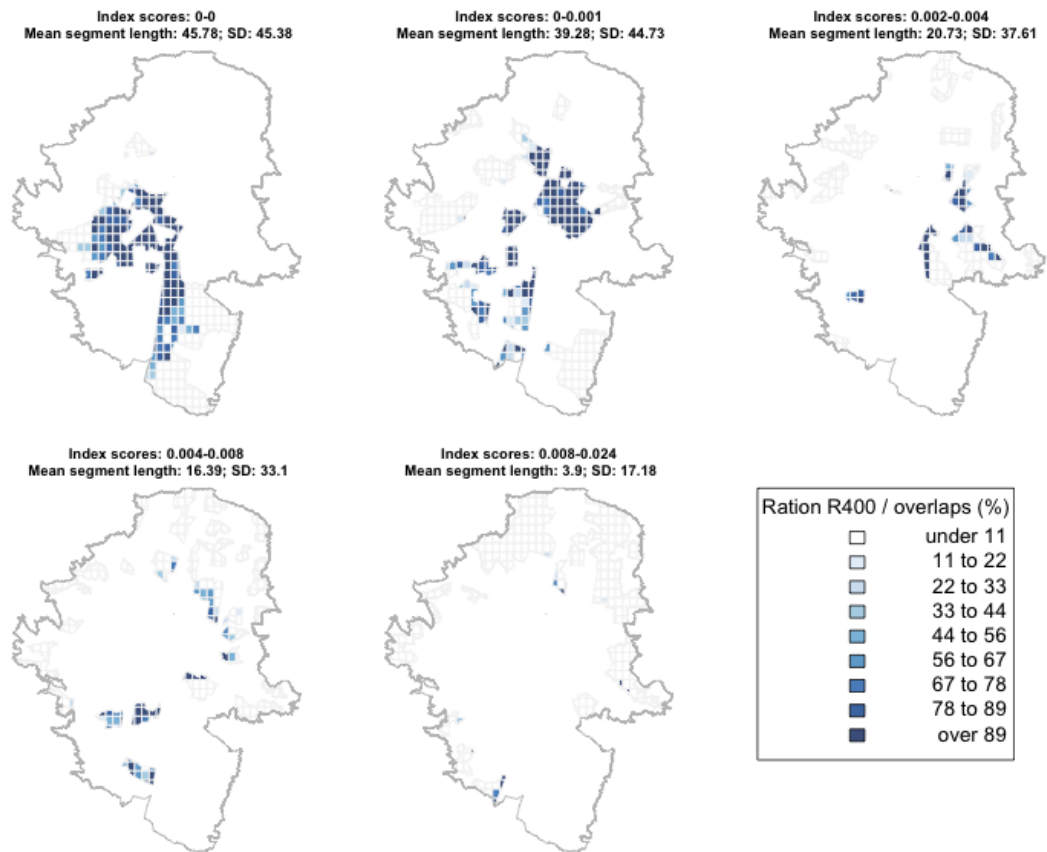 Index scores: 0-0
Mean segment length: 45.78; SD: 45.38
Index scores: 0-0.001
Mean segment length: 39.28; SD: 44.73
Index scores: 0.002-0.004
Mean segment length: 20.73; SD: 37.61
Index scores: 0.004-0.008
Mean segment length: 16.39; SD: 33.1
Index scores: 0.008-0.024
Mean segment length: 3.9; SD: 17.18
Ration R400 / overlaps (%)
under 11
11 to 22
22 to 33
33 to 44
44 to 56
56 to 67
67 to 78
78 to 89
over 89